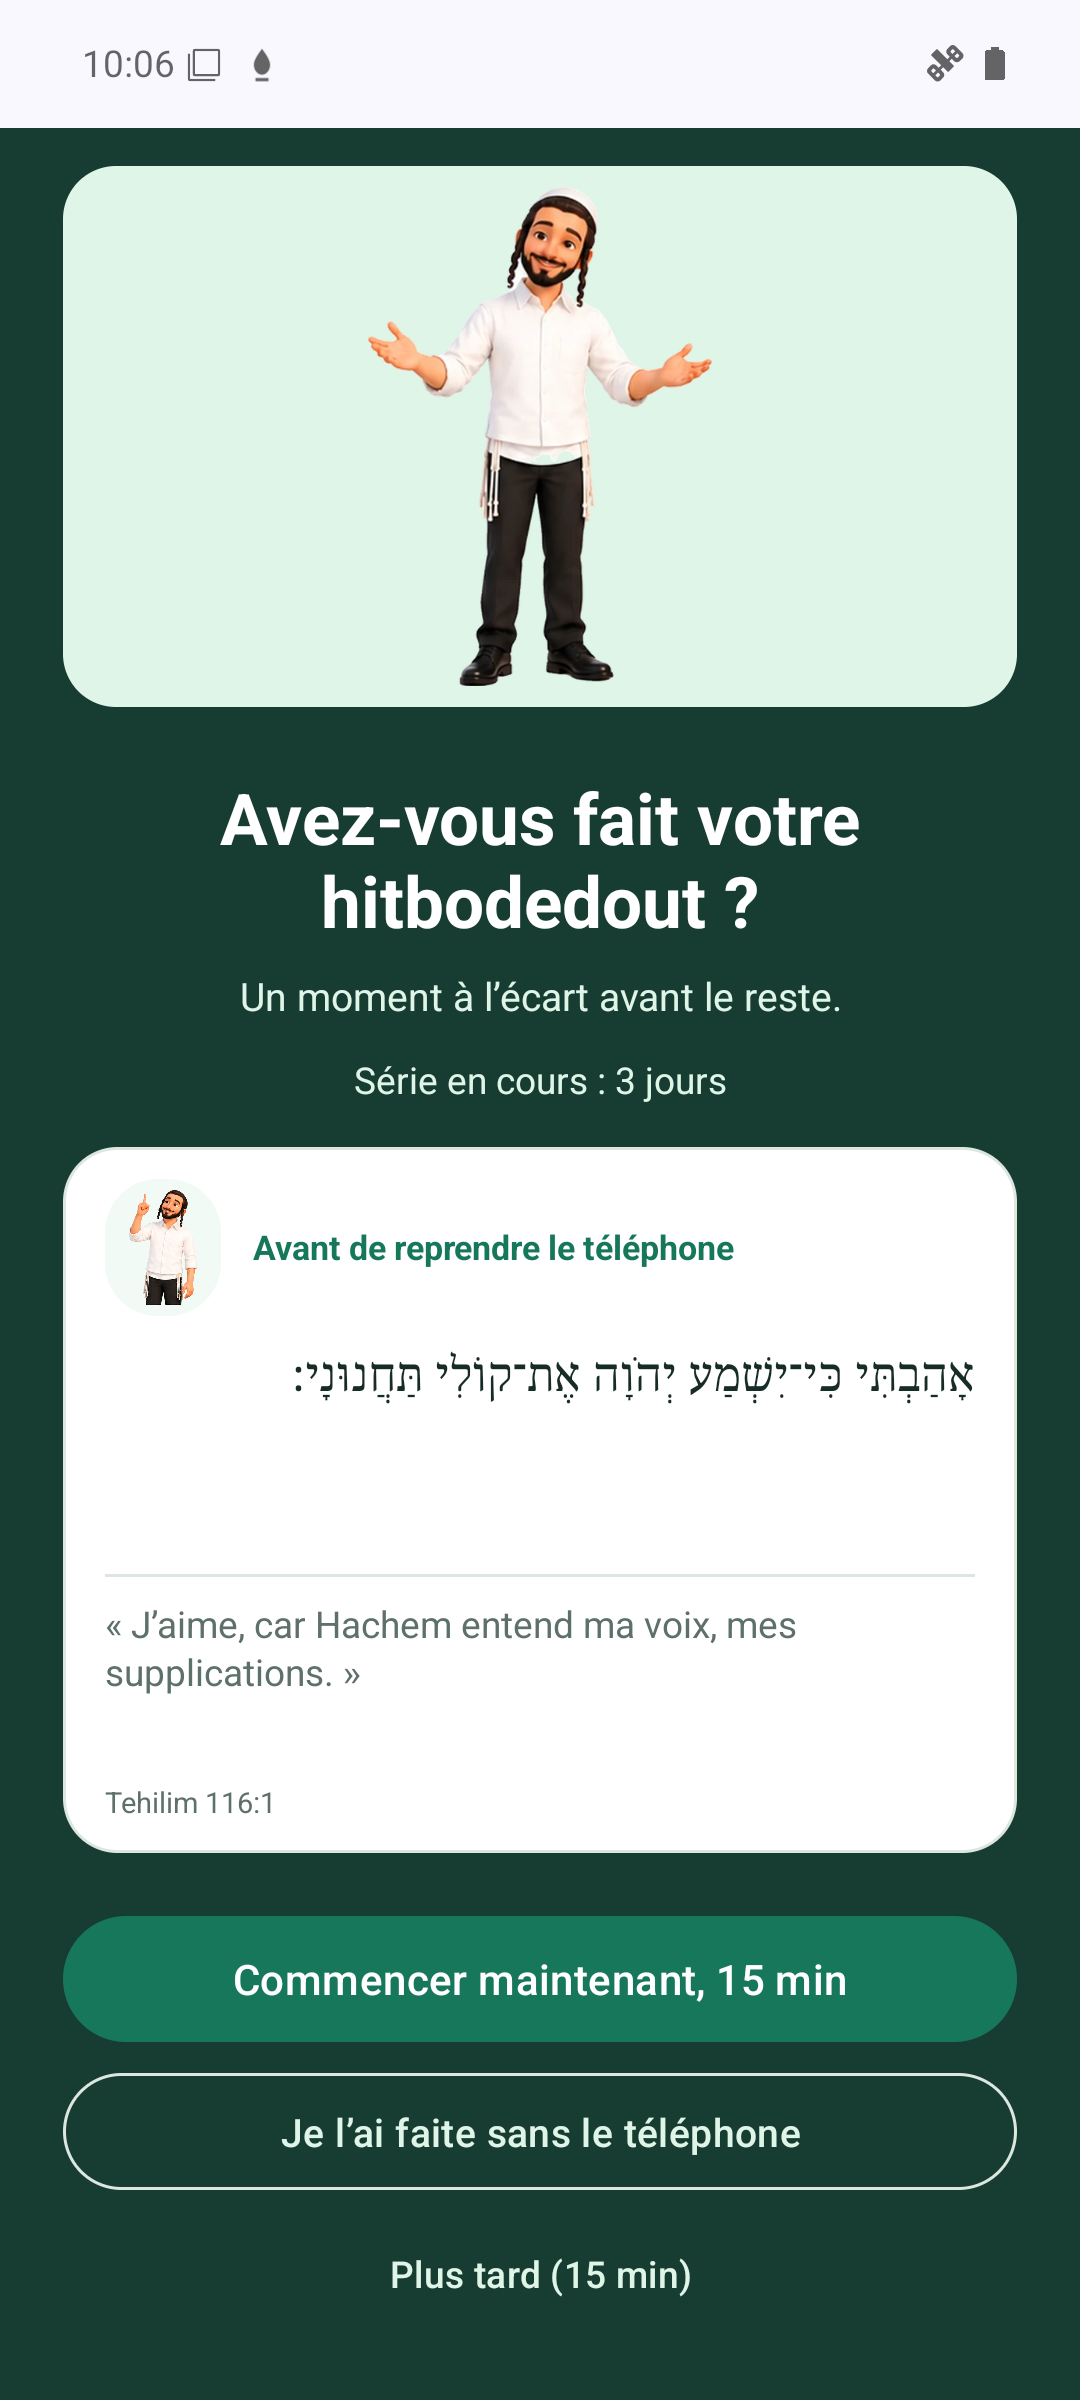 10:06
Avez-vous fait votre
hitbodedout ?
Un moment à l’écart avant le reste.
Série en cours : 3 jours
Avant de reprendre le téléphone
אָהַבְתִּי כִּי־יִשְׁמַע יְהֹוָה אֶת־קוֹלִי תַּחֲנוּנָי׃
« J’aime, car Hachem entend ma voix, mes
supplications. »
Tehilim 116:1
Commencer maintenant, 15 min
Je l’ai faite sans le téléphone
Plus tard (15 min)